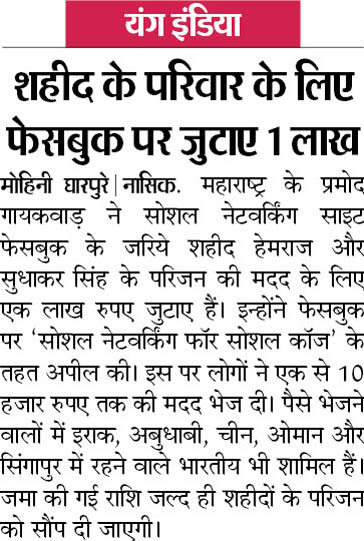 यंग इंडिया
शहीद के परिवार के लिए
फेसबुक पर जुटाए 1 लाख
मोहिनी घारपुरे | नासिक. महाराष्ट्र के प्रमोद
गायकवाड़ ने सोशल नेटवर्किंग साइट
फेसबुक के जरिये शहीद हेमराज और
सुधाकर सिंह के परिजन की मदद के लिए
एक लाख रुपए जुटाए हैं। इन्होंने फेसबुक
पर ‘सोशल नेटवर्किंग फॉर सोशल कॉज’ के
तहत अपील की। इस पर लोगों ने एक से 10
हजार रुपए तक की मदद भेज दी। पैसे भेजने
वालों में इराक, अबुधाबी, चीन, ओमान और
सिंगापुर में रहने वाले भारतीय भी शामिल हैं।
जमा की गई राशि जल्द ही शहीदों के परिजन
को सौंप दी जाएगी।